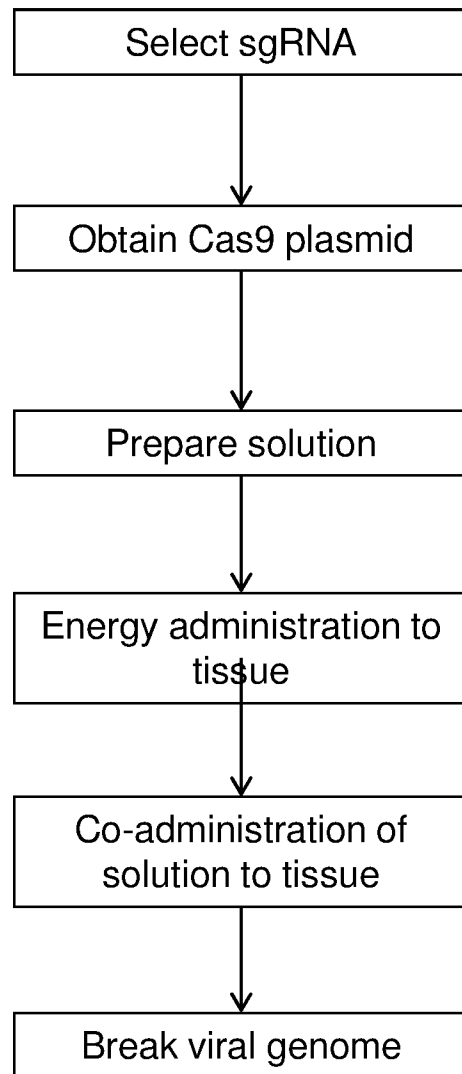 Select sgRNA
Obtain Cas9 plasmid
Prepare solution
Energy administration to
tissue
Co-administration of
solution to tissue
Break viral genome